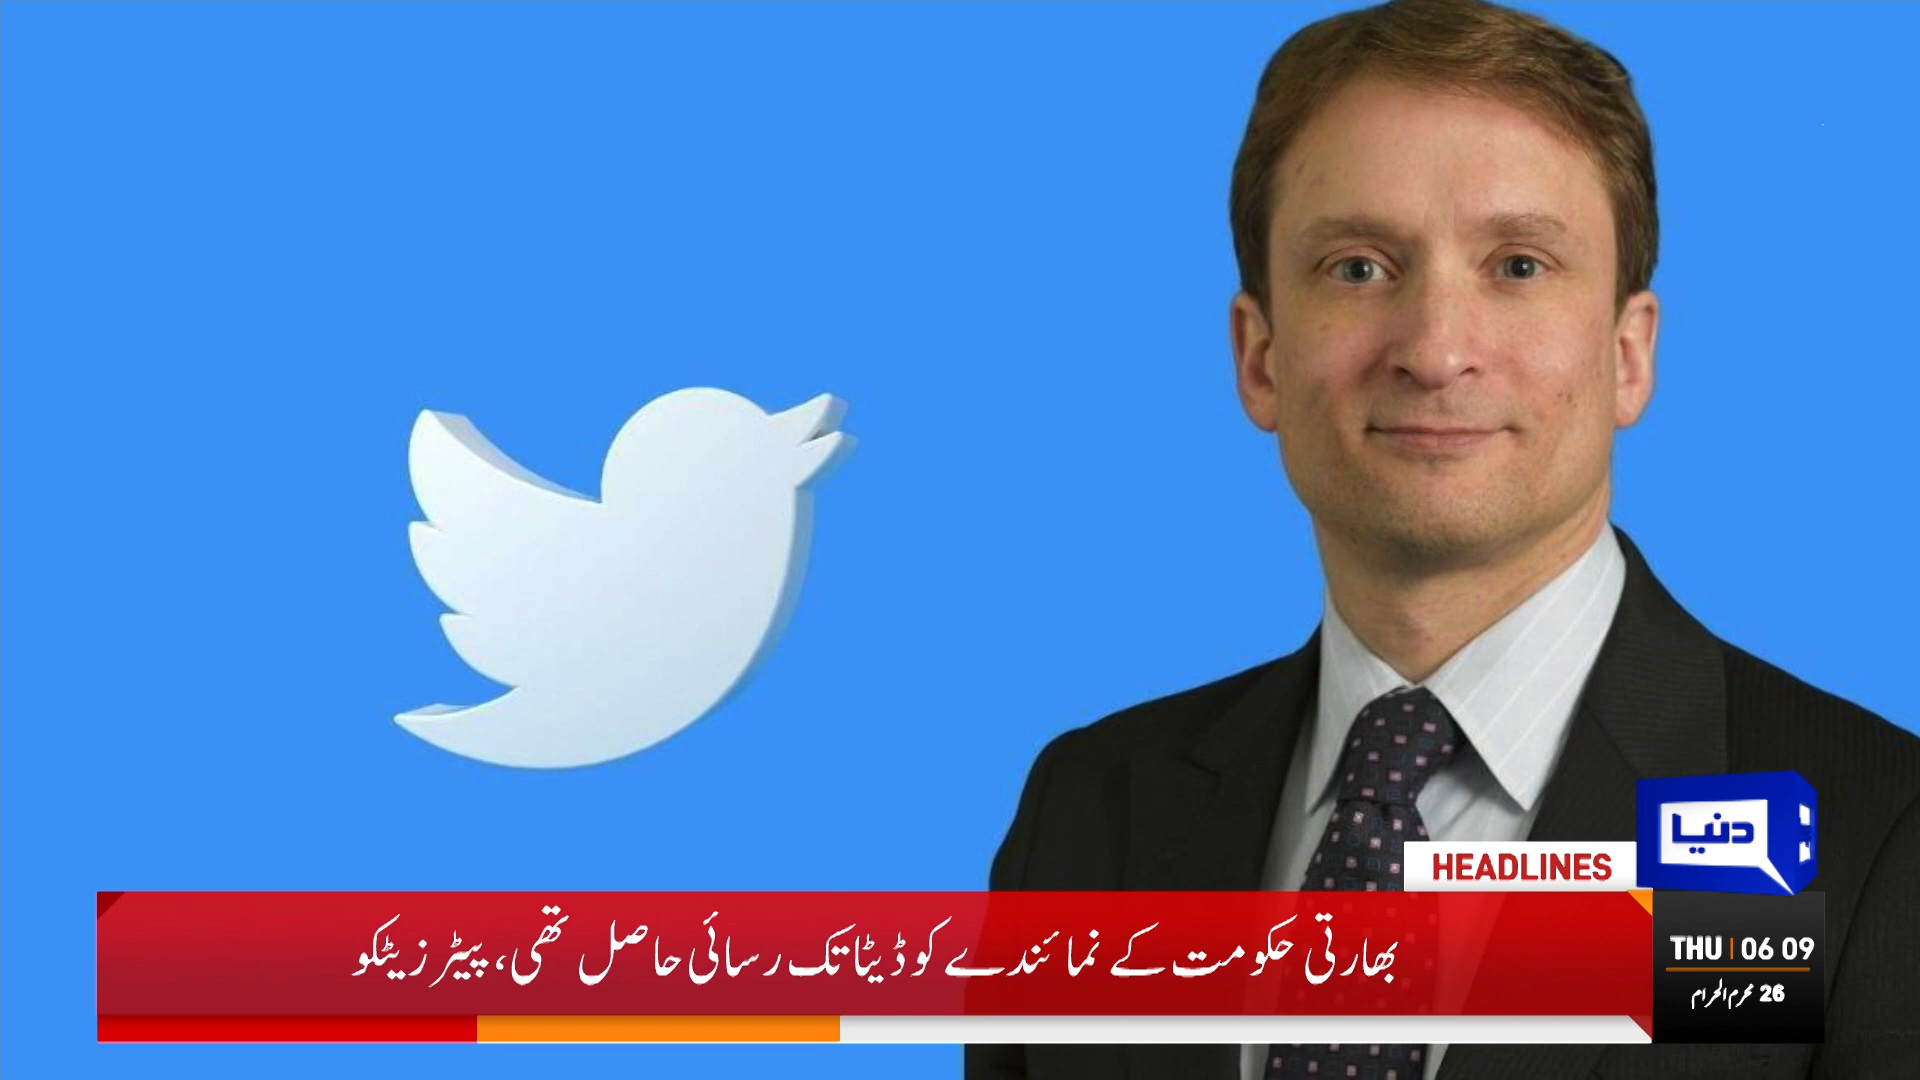 دنیا
HEADLINES
بھارتی حکومت کے نمائندے کو ڈیٹا تک رسائی حاصل تھی، پیٹر زیٹکو
THU | 06 09
26 محرم الحرام